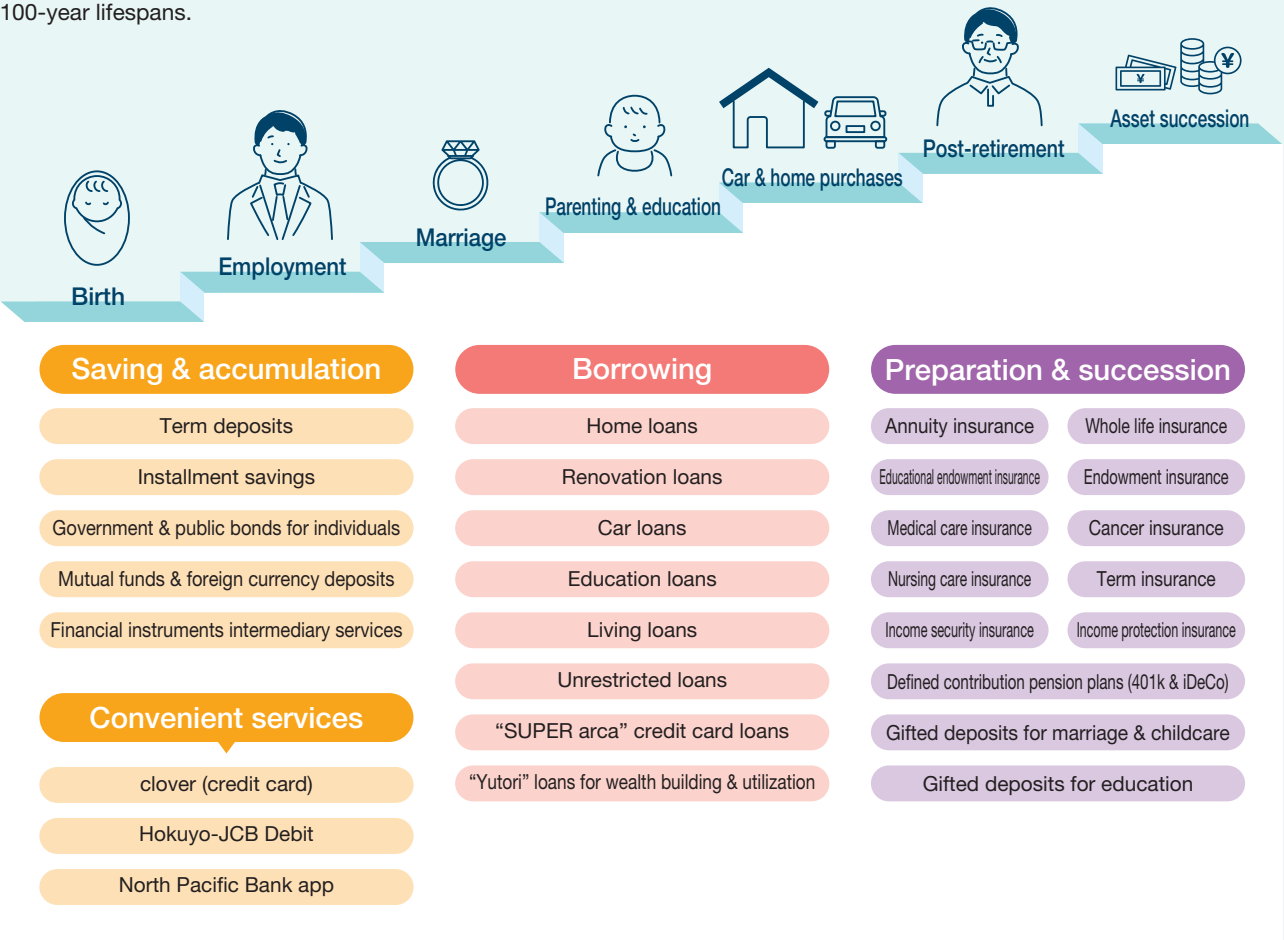 100-year lifespans.
¥
¥
Asset succession
Post-retirement
Car & home purchases
Parenting & education
Marriage
Employment
Birth
Saving & accumulation
Term deposits
Installment savings
Government & public bonds for individuals
Mutual funds & foreign currency deposits
Financial instruments intermediary services
Convenient services
clover (credit card)
Hokuyo-JCB Debit
North Pacific Bank app
Borrowing
Home loans
Renovation loans
Car loans
Education loans
Living loans
Unrestricted loans
“SUPER arca” credit card loans
“Yutori” loans for wealth building & utilization
Preparation & succession
Annuity insurance
Whole life insurance
Educational endowment insurance
Endowment insurance
Medical care insurance
Cancer insurance
Nursing care insurance
Term insurance
Income security insurance
Income protection insurance
Defined contribution pension plans (401k & iDeCo)
Gifted deposits for marriage & childcare
Gifted deposits for education